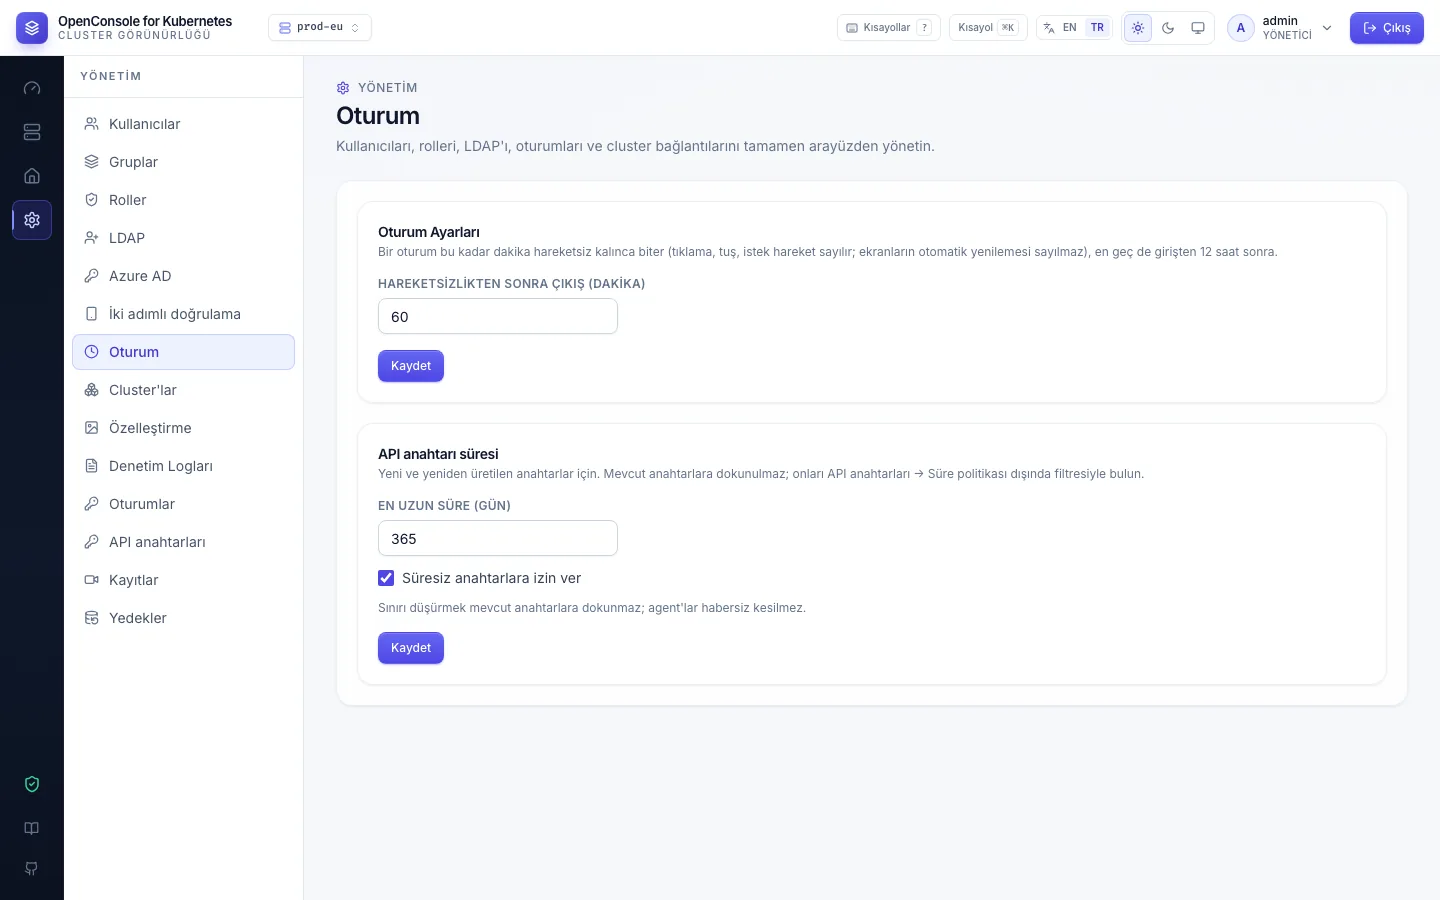 OpenConsole for Kubernetes
CLUSTER GÖRÜNÜRLÜĞÜ
prod-eu
Kısayollar ?
Kısayol ⌘K
EN TR
A
admin
YÖNETİCİ
Çıkış
YÖNETİM
Kullanıcılar
Gruplar
Roller
LDAP
Azure AD
İki adımlı doğrulama
Oturum
Cluster'lar
Özelleştirme
Denetim Logları
Oturumlar
API anahtarları
Kayıtlar
Yedekler
YÖNETİM
Oturum
Kullanıcıları, rolleri, LDAP'ı, oturumları ve cluster bağlantılarını tamamen arayüzden yönetin.
Oturum Ayarları
Bir oturum bu kadar dakika hareketsiz kalınca biter (tıklama, tuş, istek hareket sayılır; ekranların otomatik yenilemesi sayılmaz), en geç de girişten 12 saat sonra.
HAREKETSİZLİKTEN SONRA ÇIKIŞ (DAKİKA)
60
Kaydet
API anahtarı süresi
Yeni ve yeniden üretilen anahtarlar için. Mevcut anahtarlara dokunulmaz; onları API anahtarları → Süre politikası dışında filtresiyle bulun.
EN UZUN SÜRE (GÜN)
365
Süresiz anahtarlara izin ver
Sınırı düşürmek mevcut anahtarlara dokunmaz; agent'lar habersiz kesilmez.
Kaydet